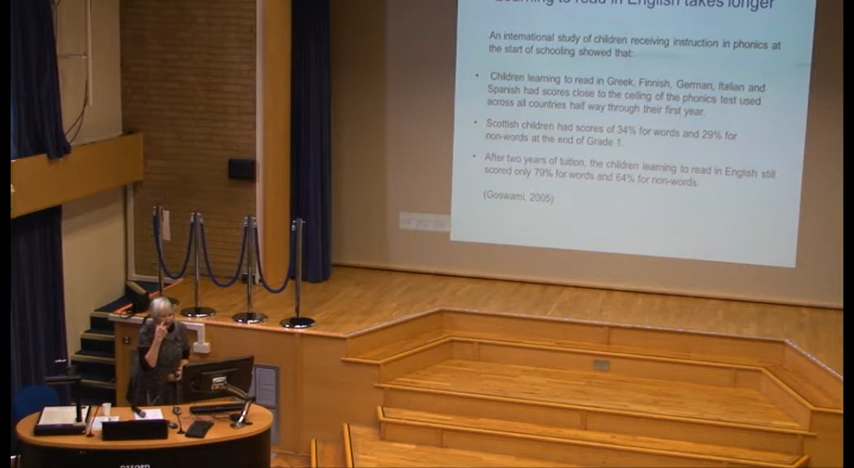 Learning to read in English takes longer
An international study of children receiving instruction in phonics at
the start of schooling showed that:
• Children learning to read in Greek, Finnish, German, Italian and
Spanish had scores close to the ceiling of the phonics test used
across all countries half way through their first year.
• Scottish children had scores of 34% for words and 29% for
non-words at the end of Grade 1.
• After two years of tuition, the children learning to read in English still
scored only 79% for words and 64% for non-words.
(Goswami, 2005)